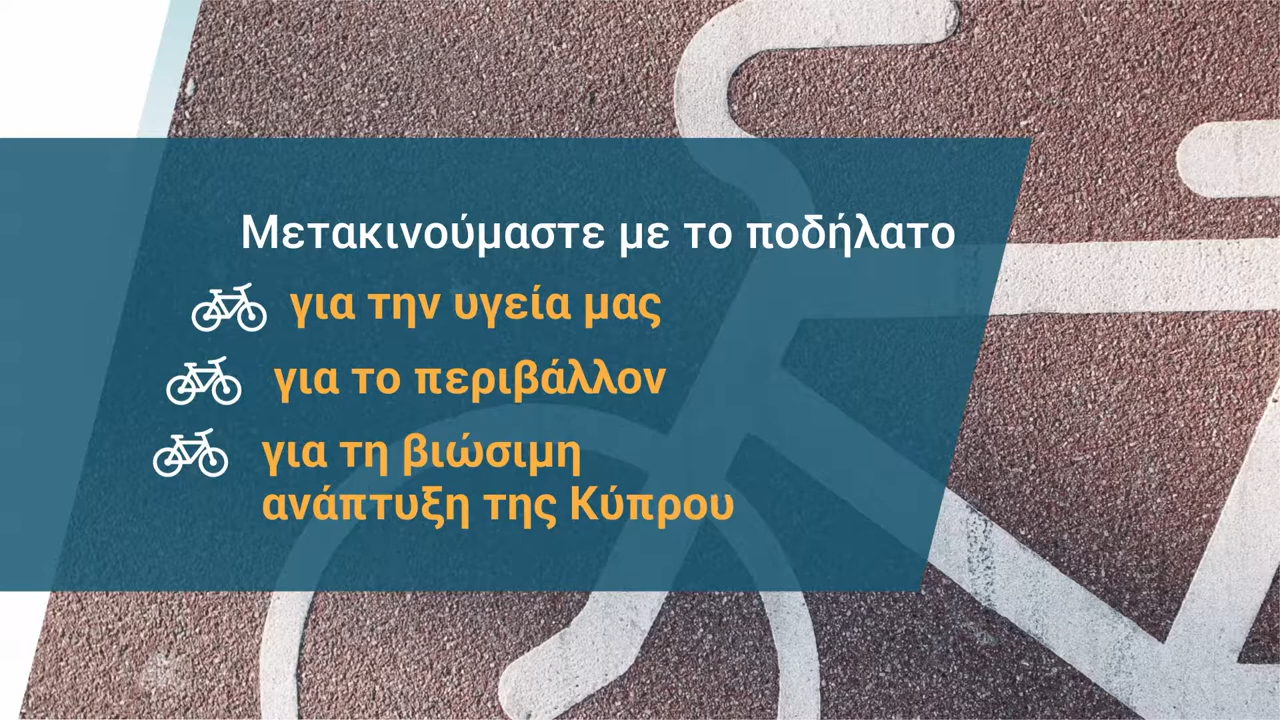 Μετακινούμαστε με το ποδήλατο
για την υγεία μας
για το περιβάλλον
για τη βιώσιμη
ανάπτυξη της Κύπρου